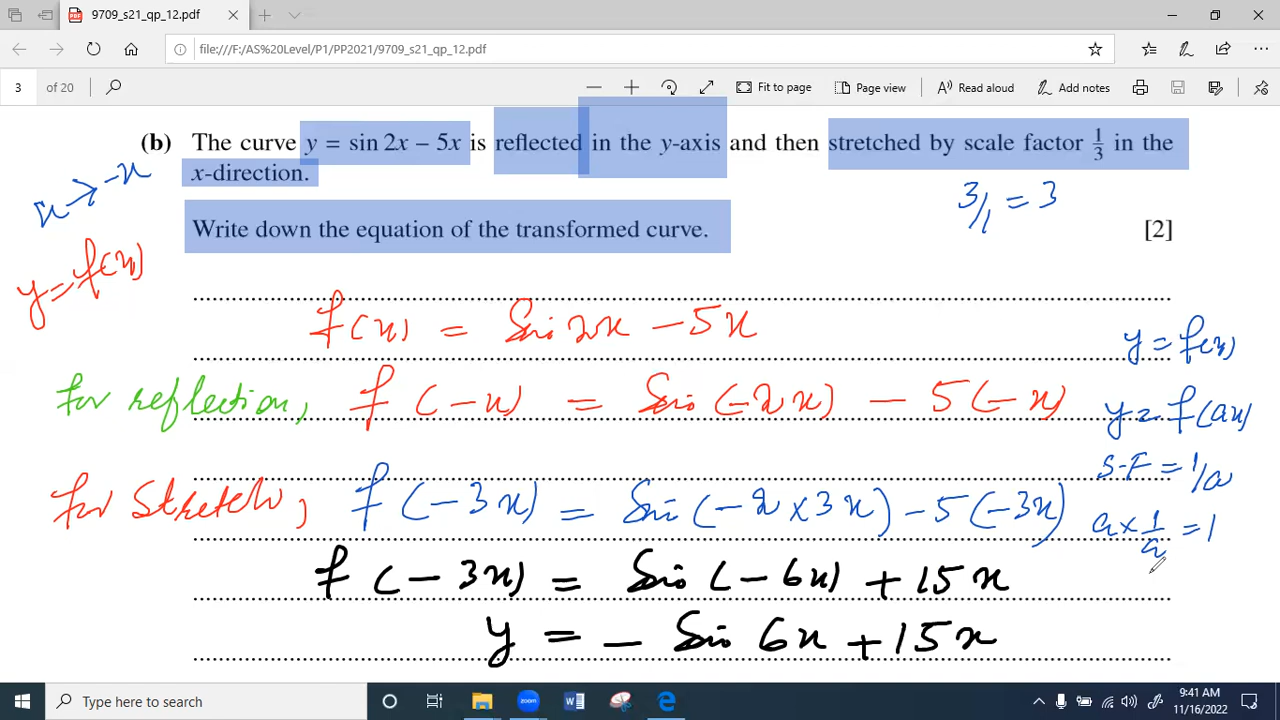 9709_s21_qp_12.pdf
file:///F:/AS%20Level/P1/PP2021/9709_s21_qp_12.pdf
3 of 20 Fit to page Page view Read aloud Add notes
(b) The curve y = sin 2x − 5x is reflected in the y-axis and then stretched by scale factor 1/3 in the
x-direction.
x → -x
3/1 = 3
Write down the equation of the transformed curve.
[2]
y = f(x)
f(x) = Sin 2x - 5x
y = f(x)
for reflection, f(-x) = Sin(-2x) - 5(-x)
y = f(ax)
S.F = 1/a
for Stretch, f(-3x) = Sin(-2×3x) - 5(-3x)
a × 1/a = 1
f(-3x) = Sin(-6x) + 15x
y = - Sin 6x + 15x
Type here to search
zoom
W
9:41 AM
11/16/2022